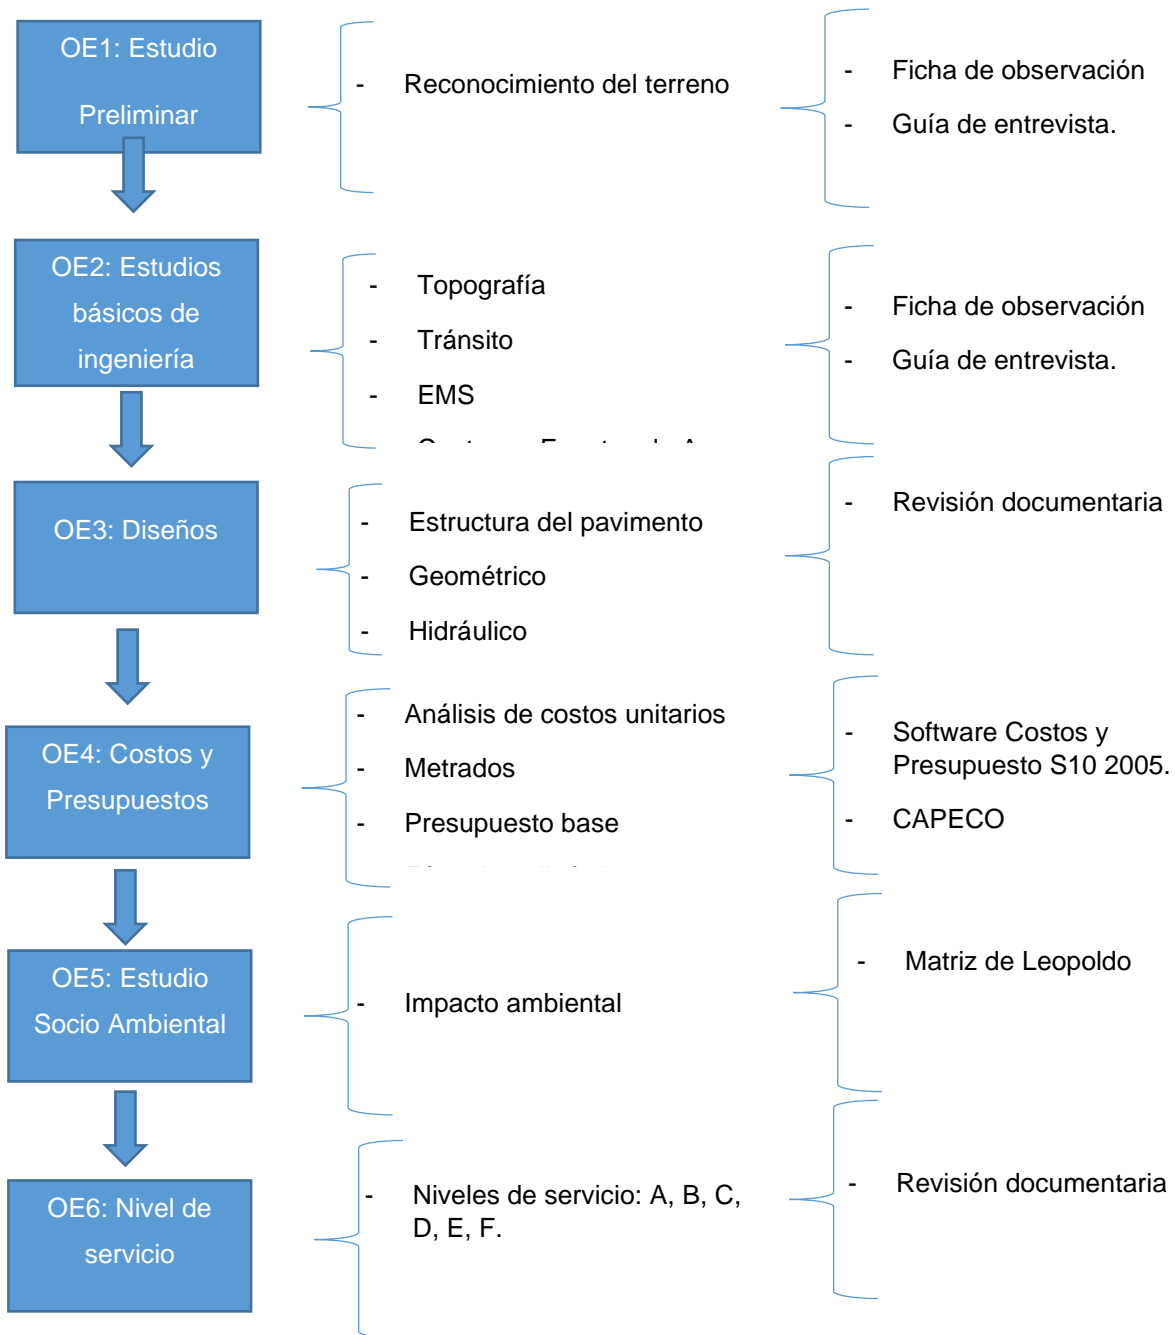 OE1: Estudio
Preliminar
- Reconocimiento del terreno
- Ficha de observación
- Guía de entrevista.
OE2: Estudios
básicos de
ingeniería
- Topografía
- Tránsito
- EMS
- Ficha de observación
- Guía de entrevista.
OE3: Diseños
- Estructura del pavimento
- Geométrico
- Hidráulico
- Revisión documentaria
OE4: Costos y
Presupuestos
- Análisis de costos unitarios
- Metrados
- Presupuesto base
- Software Costos y
Presupuesto S10 2005.
- CAPECO
OE5: Estudio
Socio Ambiental
- Impacto ambiental
- Matriz de Leopoldo
OE6: Nivel de
servicio
- Niveles de servicio: A, B, C,
D, E, F.
- Revisión documentaria